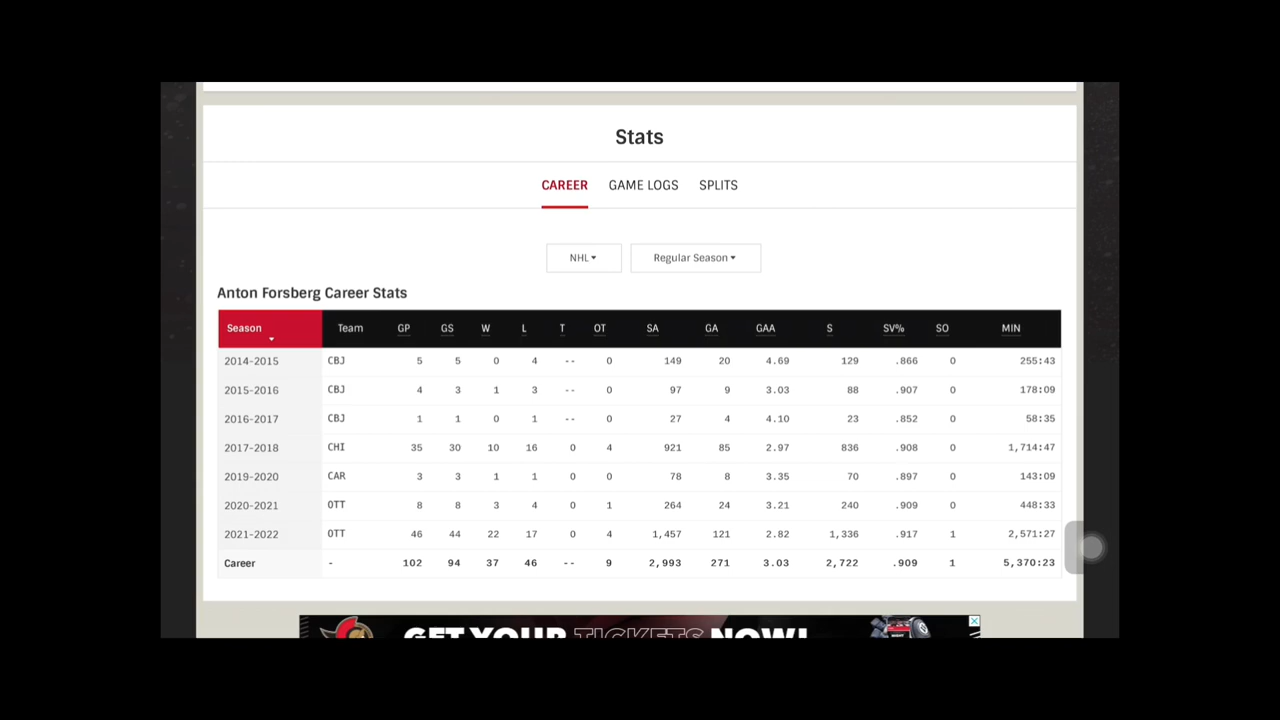 Stats
CAREER GAME LOGS SPLITS
NHL Regular Season
Anton Forsberg Career Stats
Season Team GP GS W L T OT SA GA GAA S SV% SO MIN
2014-2015 CBJ 5 5 0 4 -- 0 149 20 4.69 129 .866 0 255:43
2015-2016 CBJ 4 3 1 3 -- 0 97 9 3.03 88 .907 0 178:09
2016-2017 CBJ 1 1 0 1 -- 0 27 4 4.10 23 .852 0 58:35
2017-2018 CHI 35 30 10 16 0 4 921 85 2.97 836 .908 0 1,714:47
2019-2020 CAR 3 3 1 1 0 0 78 8 3.35 70 .897 0 143:09
2020-2021 OTT 8 8 3 4 0 1 264 24 3.21 240 .909 0 448:33
2021-2022 OTT 46 44 22 17 0 4 1,457 121 2.82 1,336 .917 1 2,571:27
Career - 102 94 37 46 -- 9 2,993 271 3.03 2,722 .909 1 5,370:23
GET YOUR TICKETS NOW!